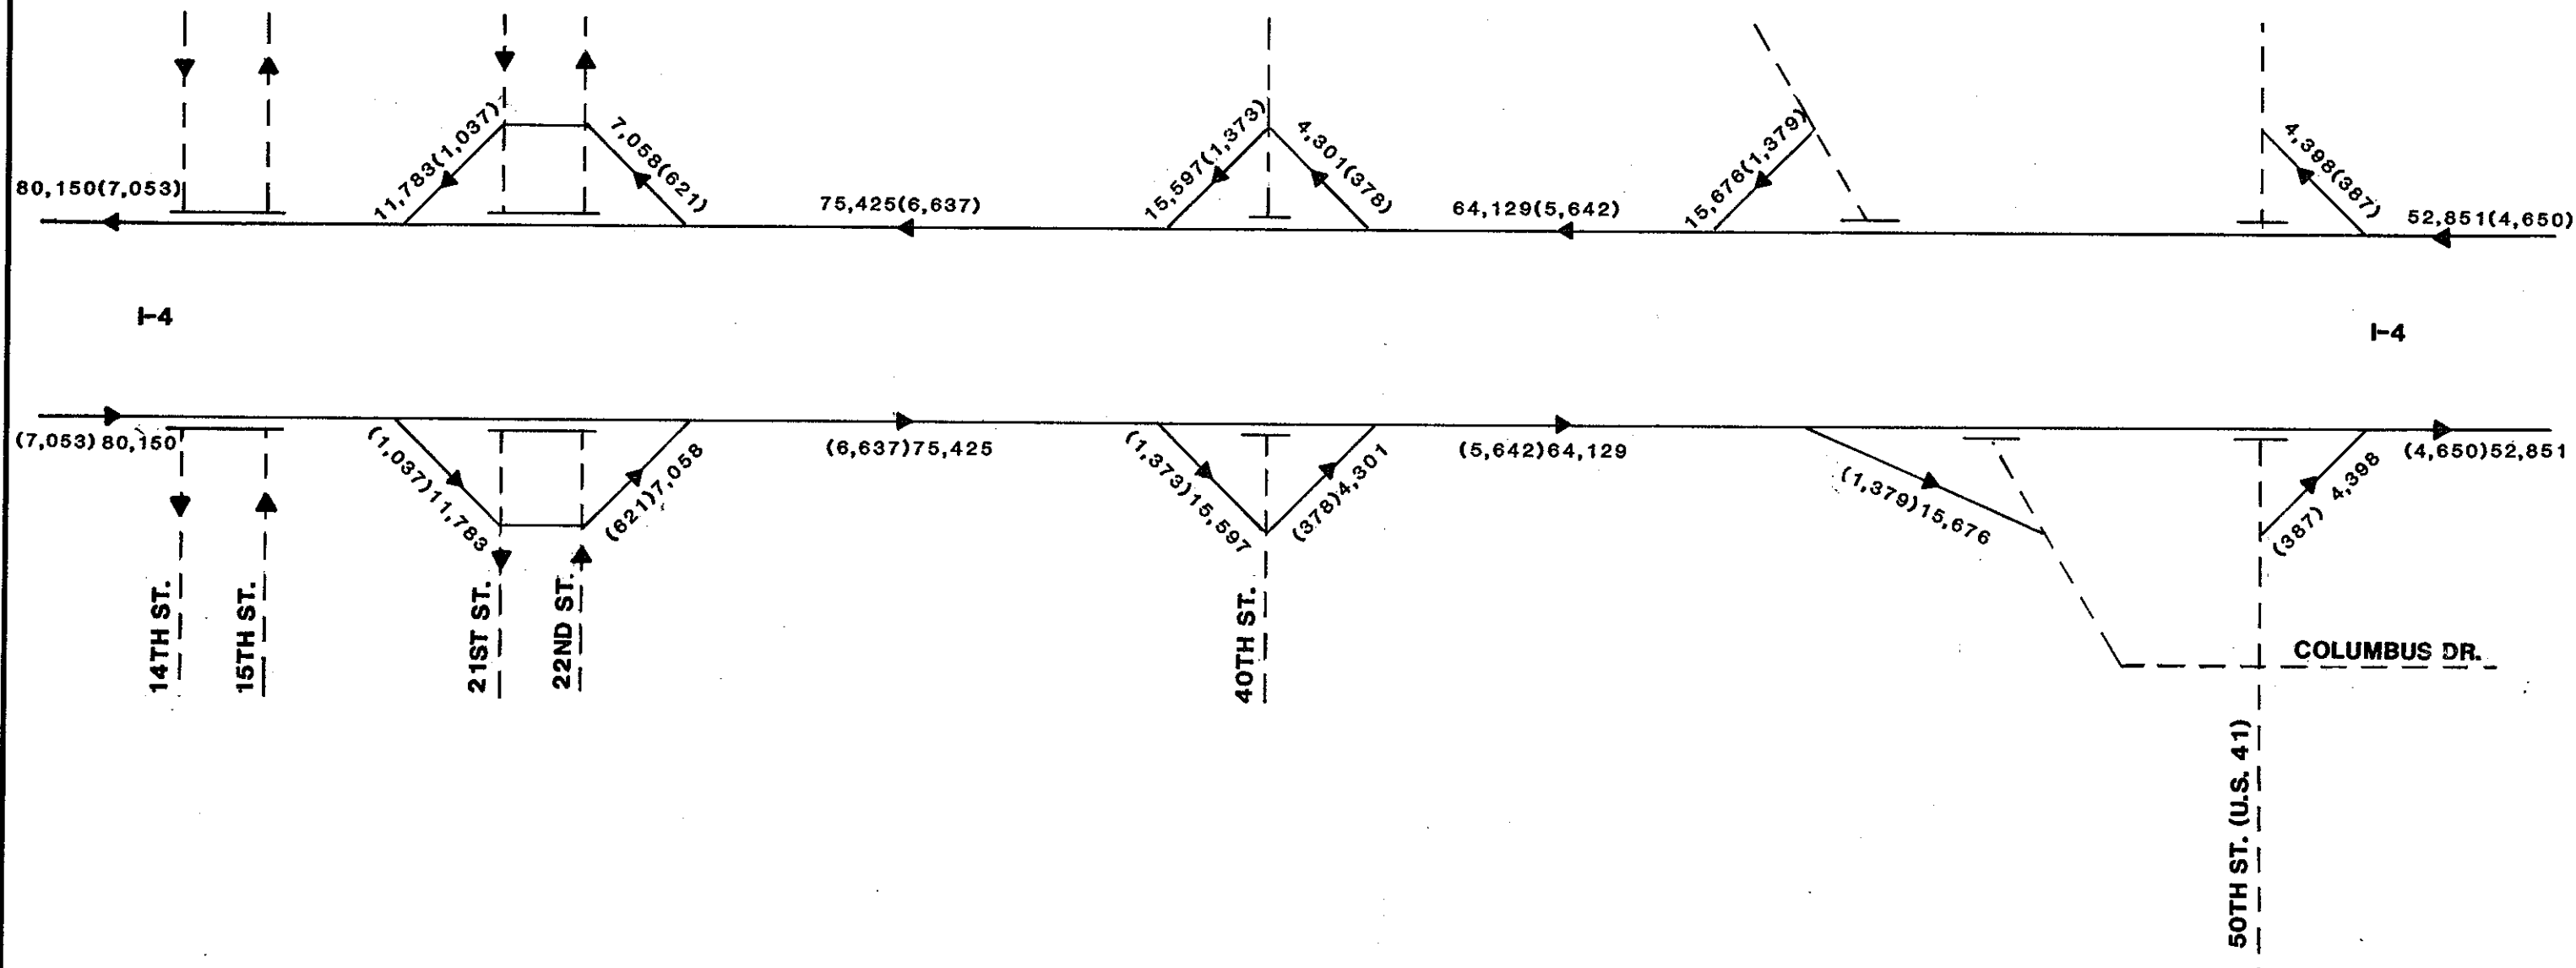 11,783(1,037)
7,058(621)
15,597(1,373)
4,301(378)
15,676(1,379)
4,398(387)
80,150(7,053)
75,425(6,637)
64,129(5,642)
52,851(4,650)
I-4
I-4
(7,053)80,150
(1,037)11,783
(621)7,058
(6,637)75,425
(1,373)15,597
(378)4,301
(5,642)64,129
(1,379)15,676
(387) 4,398
(4,650)52,851
14TH ST.
15TH ST.
21ST ST.
22ND ST.
40TH ST.
COLUMBUS DR.
50TH ST. (U.S. 41)